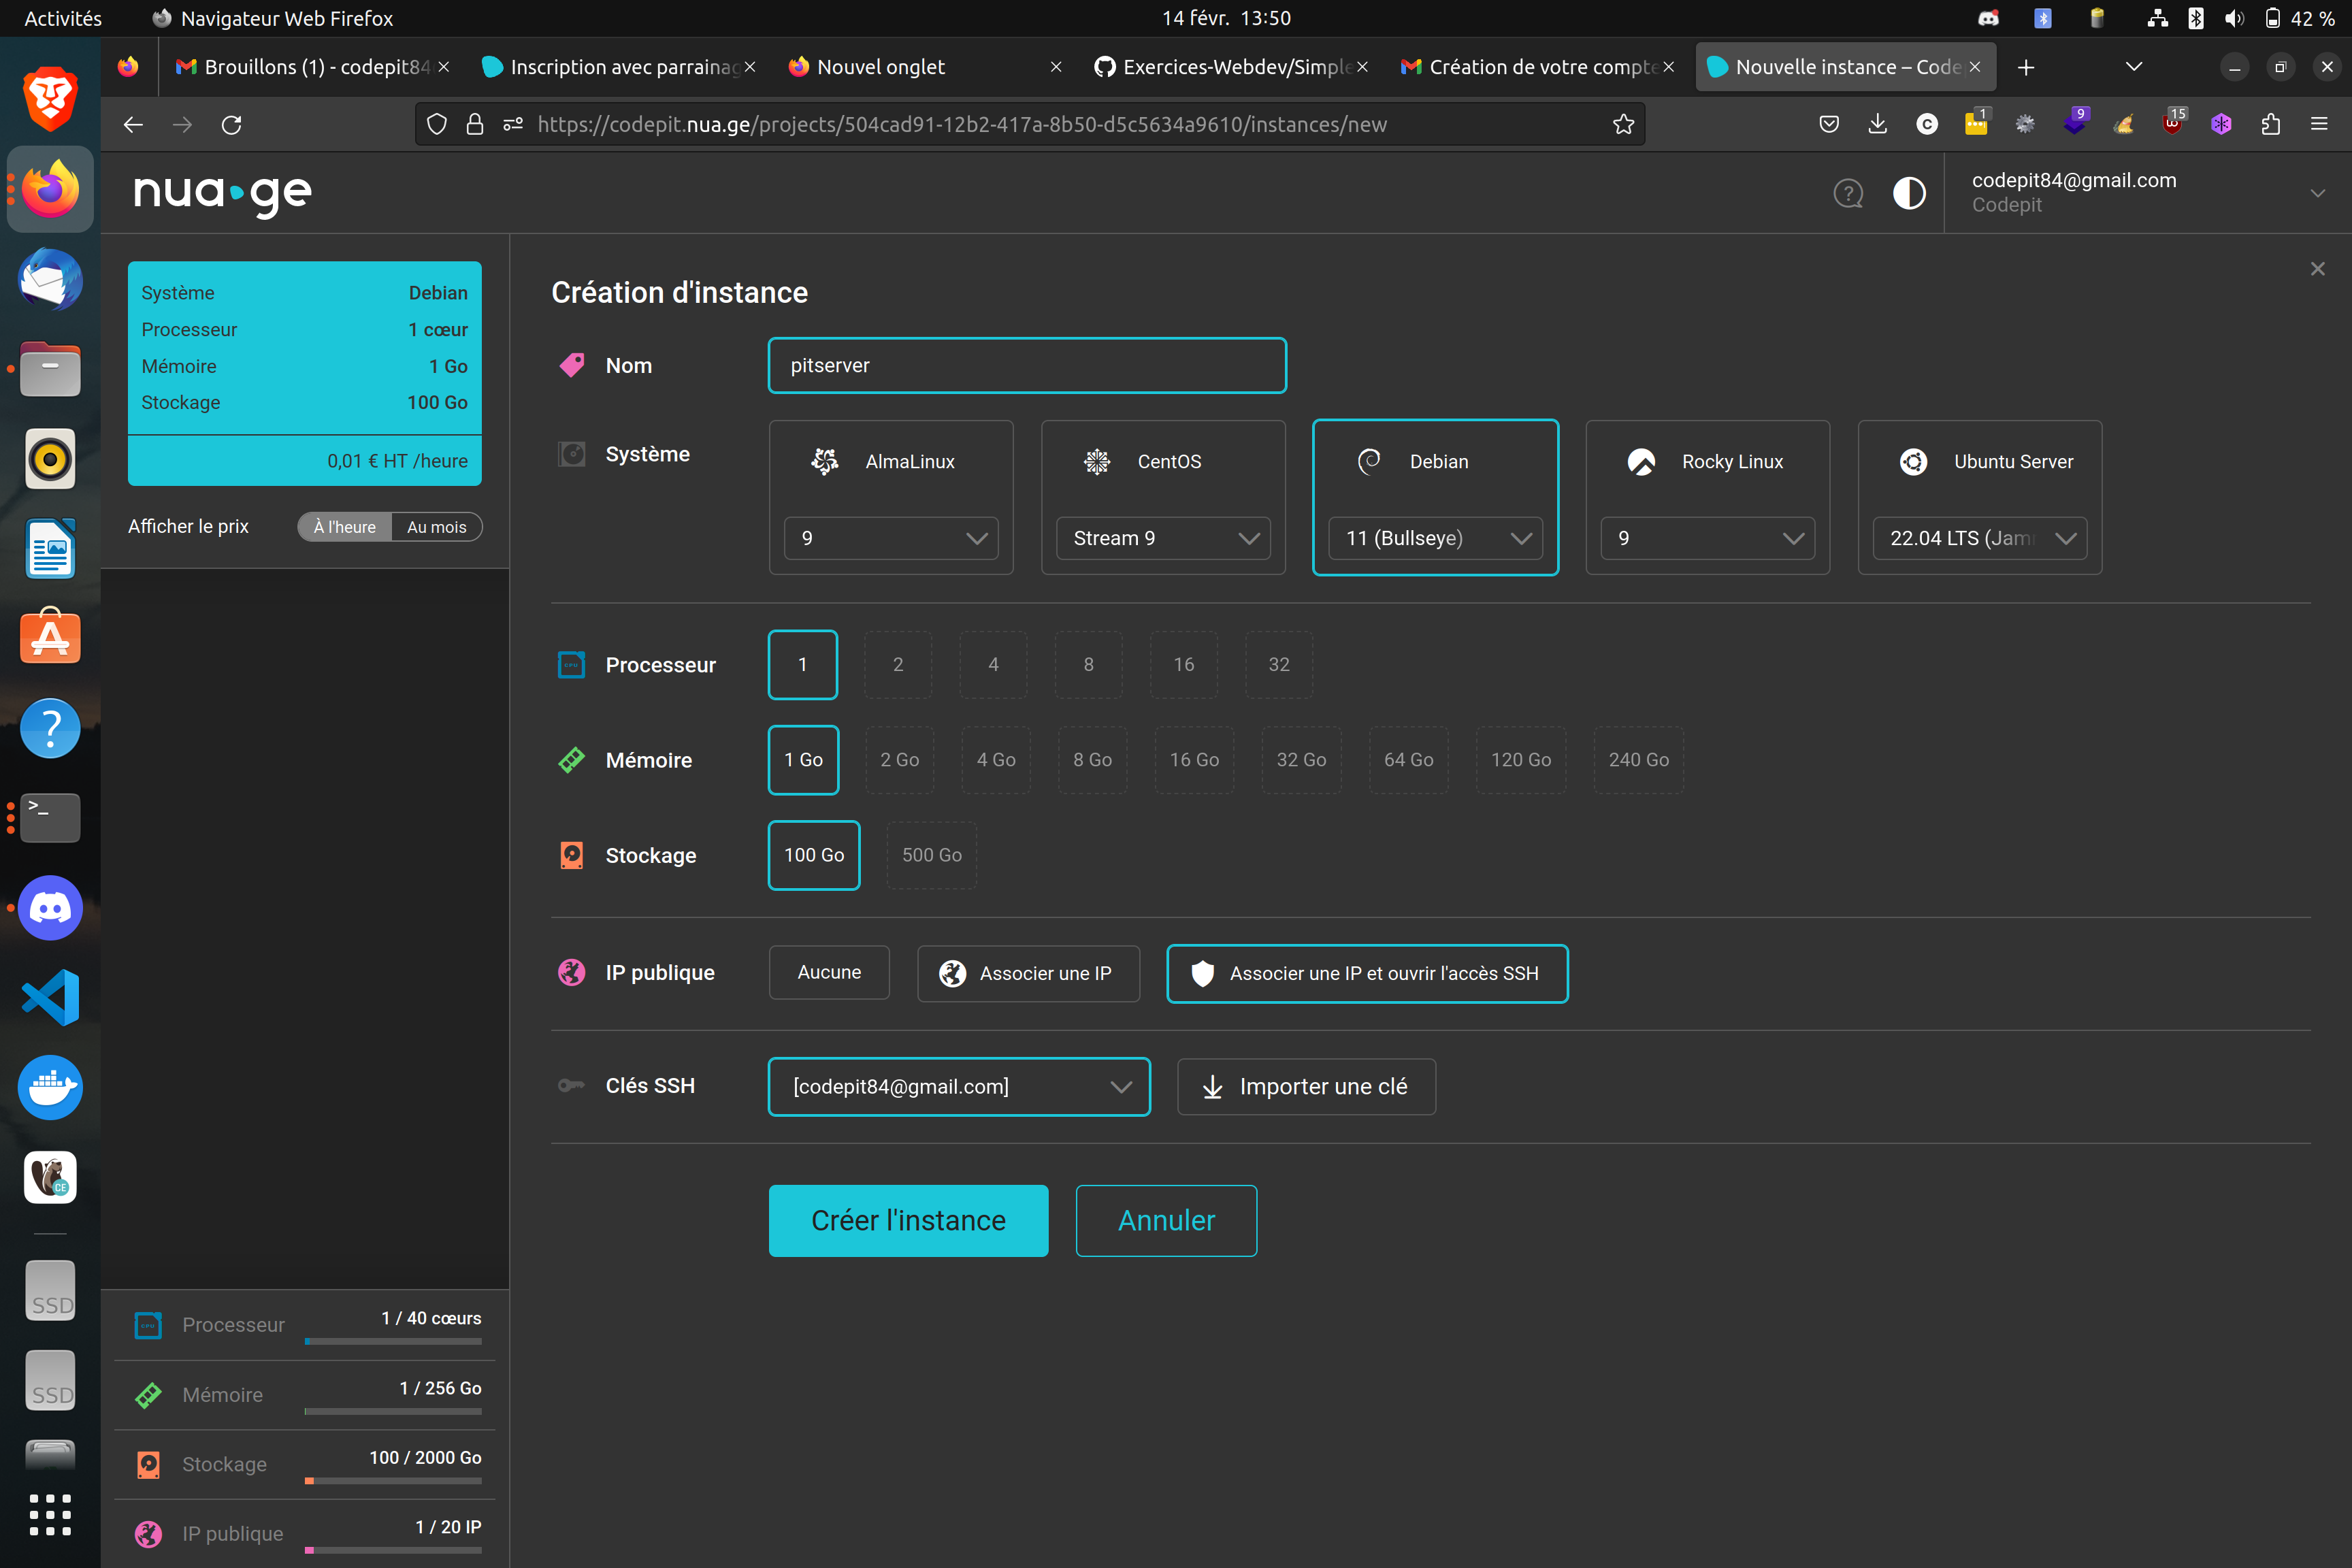 Activités
Navigateur Web Firefox
14 févr. 13:50
42 %
Brouillons (1) - codepit84
Inscription avec parrainag
Nouvel onglet
Exercices-Webdev/Simple
Création de votre compte
Nouvelle instance – Code
https://codepit.nua.ge/projects/504cad91-12b2-417a-8b50-d5c5634a9610/instances/new
1
9
15
nua.ge
codepit84@gmail.com
Codepit
Système Debian
Processeur 1 cœur
Mémoire 1 Go
Stockage 100 Go
0,01 € HT /heure
Afficher le prix
À l'heure
Au mois
Création d'instance
Nom
pitserver
Système
AlmaLinux
CentOS
Debian
Rocky Linux
Ubuntu Server
9
Stream 9
11 (Bullseye)
9
22.04 LTS (Jam
Processeur
1
2
4
8
16
32
Mémoire
1 Go
2 Go
4 Go
8 Go
16 Go
32 Go
64 Go
120 Go
240 Go
Stockage
100 Go
500 Go
IP publique
Aucune
Associer une IP
Associer une IP et ouvrir l'accès SSH
Clés SSH
[codepit84@gmail.com]
Importer une clé
Créer l'instance
Annuler
CE
SSD
SSD
Processeur 1 / 40 cœurs
Mémoire 1 / 256 Go
Stockage 100 / 2000 Go
IP publique 1 / 20 IP